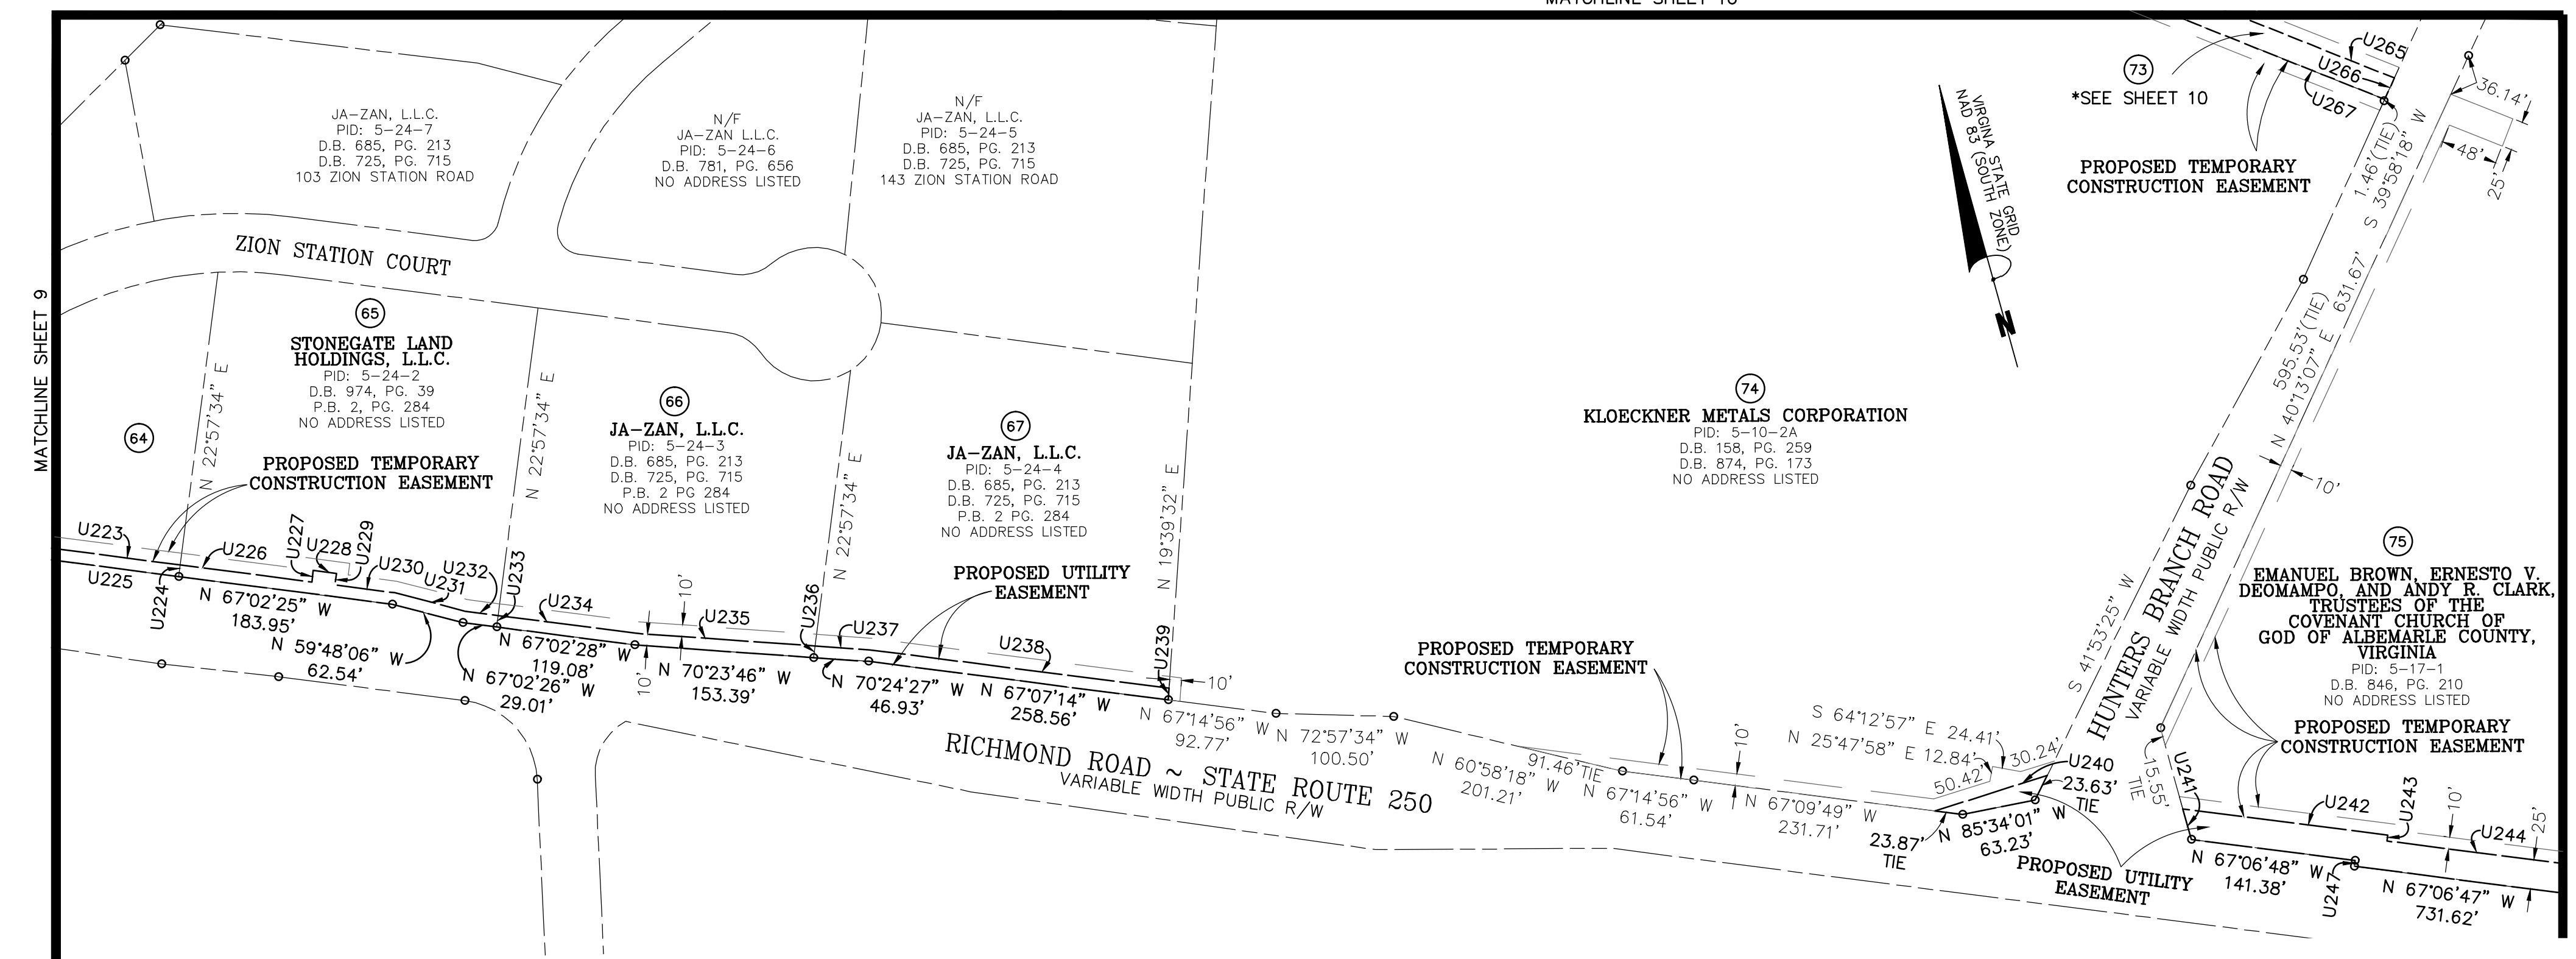 MATCHLINE SHEET 9
JA-ZAN, L.L.C.
PID: 5-24-7
D.B. 685, PG. 213
D.B. 725, PG. 715
103 ZION STATION ROAD
N/F
JA-ZAN L.L.C.
PID: 5-24-6
D.B. 781, PG. 656
NO ADDRESS LISTED
N/F
JA-ZAN, L.L.C.
PID: 5-24-5
D.B. 685, PG. 213
D.B. 725, PG. 715
143 ZION STATION ROAD
VIRGINIA STATE GRID
NAD 83 (SOUTH ZONE)
N
73
*SEE SHEET 10
PROPOSED TEMPORARY
CONSTRUCTION EASEMENT
U265
U266
U267
36.14'
48'
25'
1.46'(TIE)
S 39°58'18" W
631.67'
595.53'(TIE)
N 40°13'07" E
10'
ZION STATION COURT
64
N 22°57'34" E
65
STONEGATE LAND
HOLDINGS, L.L.C.
PID: 5-24-2
D.B. 974, PG. 39
P.B. 2, PG. 284
NO ADDRESS LISTED
PROPOSED TEMPORARY
CONSTRUCTION EASEMENT
N 22°57'34" E
66
JA-ZAN, L.L.C.
PID: 5-24-3
D.B. 685, PG. 213
D.B. 725, PG. 715
P.B. 2 PG 284
NO ADDRESS LISTED
N 22°57'34" E
67
JA-ZAN, L.L.C.
PID: 5-24-4
D.B. 685, PG. 213
D.B. 725, PG. 715
P.B. 2 PG. 284
NO ADDRESS LISTED
N 19°39'32" E
PROPOSED UTILITY
EASEMENT
74
KLOECKNER METALS CORPORATION
PID: 5-10-2A
D.B. 158, PG. 259
D.B. 874, PG. 173
NO ADDRESS LISTED
HUNTERS BRANCH ROAD
VARIABLE WIDTH PUBLIC R/W
S 41°53'25" W
75
EMANUEL BROWN, ERNESTO V.
DEOMAMPO, AND ANDY R. CLARK,
TRUSTEES OF THE
COVENANT CHURCH OF
GOD OF ALBEMARLE COUNTY,
VIRGINIA
PID: 5-17-1
D.B. 846, PG. 210
NO ADDRESS LISTED
PROPOSED TEMPORARY
CONSTRUCTION EASEMENT
U223
U225
U224
U226
U227
U228
U229
U230
U231
U232
U233
U234
10'
10'
U235
U236
U237
U238
U239
10'
N 67°02'25" W
183.95'
N 59°48'06" W
62.54'
N 67°02'26" W
29.01'
N 67°02'28" W
119.08'
N 70°23'46" W
153.39'
N 70°24'27" W
46.93'
N 67°07'14" W
258.56'
N 67°14'56" W
92.77'
N 72°57'34" W
100.50'
N 60°58'18" W
201.21'
91.46'TIE
N 67°14'56" W
61.54'
PROPOSED TEMPORARY
CONSTRUCTION EASEMENT
10'
N 67°09'49" W
231.71'
S 64°12'57" E 24.41'
N 25°47'58" E 12.84'
50.42'
30.24'
U240
23.63'
TIE
23.87'
TIE
N 85°34'01" W
63.23'
PROPOSED UTILITY
EASEMENT
15.55'
TIE
U241
U242
U243
10'
U244
25'
N 67°06'48" W
141.38'
U247
N 67°06'47" W
731.62'
RICHMOND ROAD ~ STATE ROUTE 250
VARIABLE WIDTH PUBLIC R/W